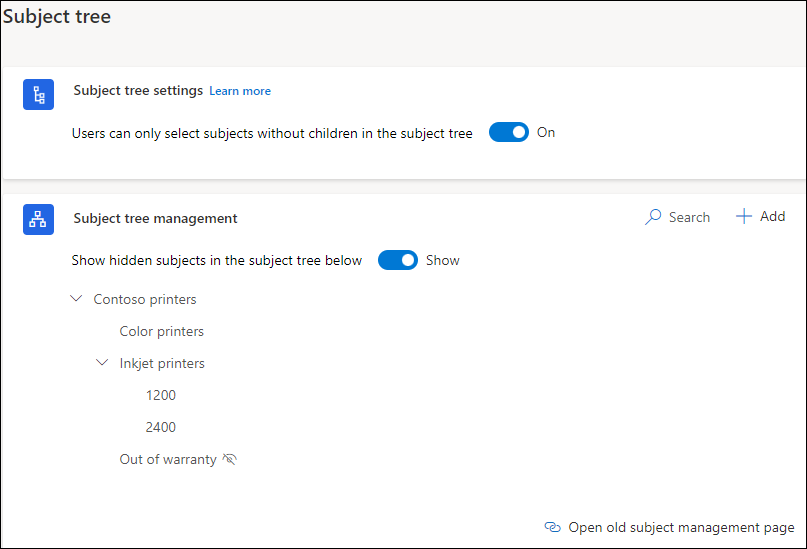 Subject tree
Subject tree settings Learn more
Users can only select subjects without children in the subject tree On
Subject tree management Search Add
Show hidden subjects in the subject tree below Show
Contoso printers
Color printers
Inkjet printers
1200
2400
Out of warranty
Open old subject management page